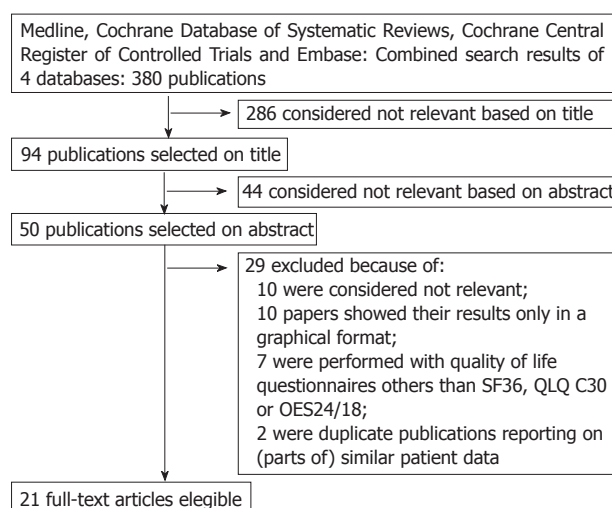 Medline, Cochrane Database of Systematic Reviews, Cochrane Central
Register of Controlled Trials and Embase: Combined search results of
4 databases: 380 publications
286 considered not relevant based on title
94 publications selected on title
44 considered not relevant based on abstract
50 publications selected on abstract
29 excluded because of:
10 were considered not relevant;
10 papers showed their results only in a
graphical format;
7 were performed with quality of life
questionnaires others than SF36, QLQ C30
or OES24/18;
2 were duplicate publications reporting on
(parts of) similar patient data
21 full-text articles elegible